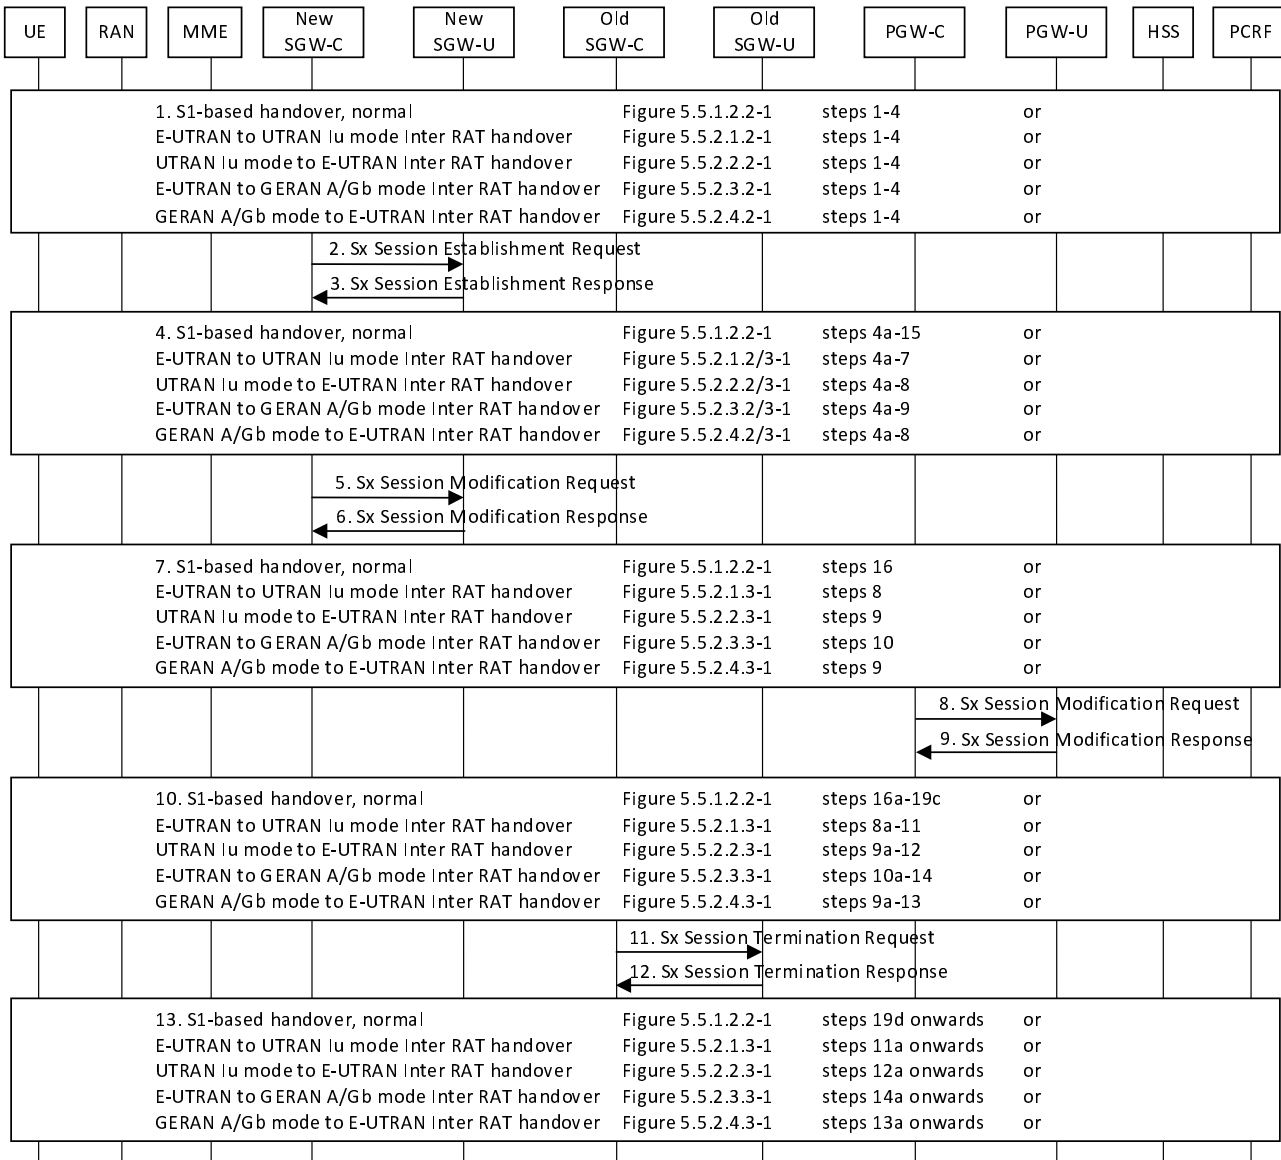 UE RAN MME New SGW-C New SGW-U Old SGW-C Old SGW-U PGW-C PGW-U HSS PCRF
1. S1-based handover, normal Figure 5.5.1.2.2-1 steps 1-4 or
E-UTRAN to UTRAN Iu mode Inter RAT handover Figure 5.5.2.1.2-1 steps 1-4 or
UTRAN Iu mode to E-UTRAN Inter RAT handover Figure 5.5.2.2.2-1 steps 1-4 or
E-UTRAN to GERAN A/Gb mode Inter RAT handover Figure 5.5.2.3.2-1 steps 1-4 or
GERAN A/Gb mode to E-UTRAN Inter RAT handover Figure 5.5.2.4.2-1 steps 1-4 or
2. Sx Session Establishment Request
3. Sx Session Establishment Response
4. S1-based handover, normal Figure 5.5.1.2.2-1 steps 4a-15 or
E-UTRAN to UTRAN Iu mode Inter RAT handover Figure 5.5.2.1.2/3-1 steps 4a-7 or
UTRAN Iu mode to E-UTRAN Inter RAT handover Figure 5.5.2.2.2/3-1 steps 4a-8 or
E-UTRAN to GERAN A/Gb mode Inter RAT handover Figure 5.5.2.3.2/3-1 steps 4a-9 or
GERAN A/Gb mode to E-UTRAN Inter RAT handover Figure 5.5.2.4.2/3-1 steps 4a-8 or
5. Sx Session Modification Request
6. Sx Session Modification Response
7. S1-based handover, normal Figure 5.5.1.2.2-1 steps 16 or
E-UTRAN to UTRAN Iu mode Inter RAT handover Figure 5.5.2.1.3-1 steps 8 or
UTRAN Iu mode to E-UTRAN Inter RAT handover Figure 5.5.2.2.3-1 steps 9 or
E-UTRAN to GERAN A/Gb mode Inter RAT handover Figure 5.5.2.3.3-1 steps 10 or
GERAN A/Gb mode to E-UTRAN Inter RAT handover Figure 5.5.2.4.3-1 steps 9 or
8. Sx Session Modification Request
9. Sx Session Modification Response
10. S1-based handover, normal Figure 5.5.1.2.2-1 steps 16a-19c or
E-UTRAN to UTRAN Iu mode Inter RAT handover Figure 5.5.2.1.3-1 steps 8a-11 or
UTRAN Iu mode to E-UTRAN Inter RAT handover Figure 5.5.2.2.3-1 steps 9a-12 or
E-UTRAN to GERAN A/Gb mode Inter RAT handover Figure 5.5.2.3.3-1 steps 10a-14 or
GERAN A/Gb mode to E-UTRAN Inter RAT handover Figure 5.5.2.4.3-1 steps 9a-13 or
11. Sx Session Termination Request
12. Sx Session Termination Response
13. S1-based handover, normal Figure 5.5.1.2.2-1 steps 19d onwards or
E-UTRAN to UTRAN Iu mode Inter RAT handover Figure 5.5.2.1.3-1 steps 11a onwards or
UTRAN Iu mode to E-UTRAN Inter RAT handover Figure 5.5.2.2.3-1 steps 12a onwards or
E-UTRAN to GERAN A/Gb mode Inter RAT handover Figure 5.5.2.3.3-1 steps 14a onwards or
GERAN A/Gb mode to E-UTRAN Inter RAT handover Figure 5.5.2.4.3-1 steps 13a onwards or